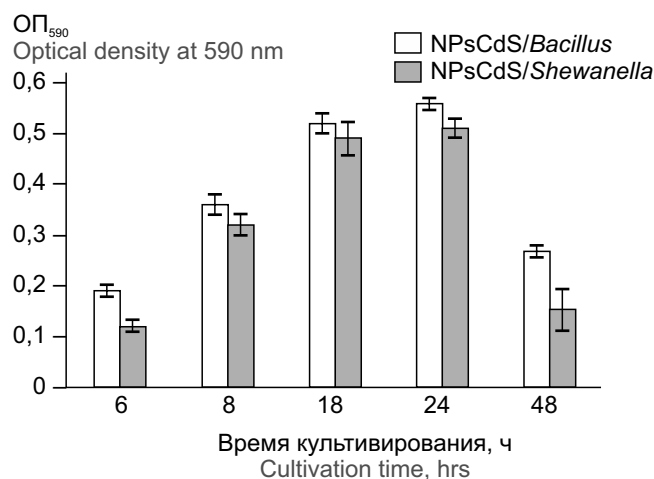 ОП₅₉₀
Optical density at 590 nm
NPsCdS/Bacillus
NPsCdS/Shewanella
0,6
0,5
0,4
0,3
0,2
0,1
0
6 8 18 24 48
Время культивирования, ч
Cultivation time, hrs